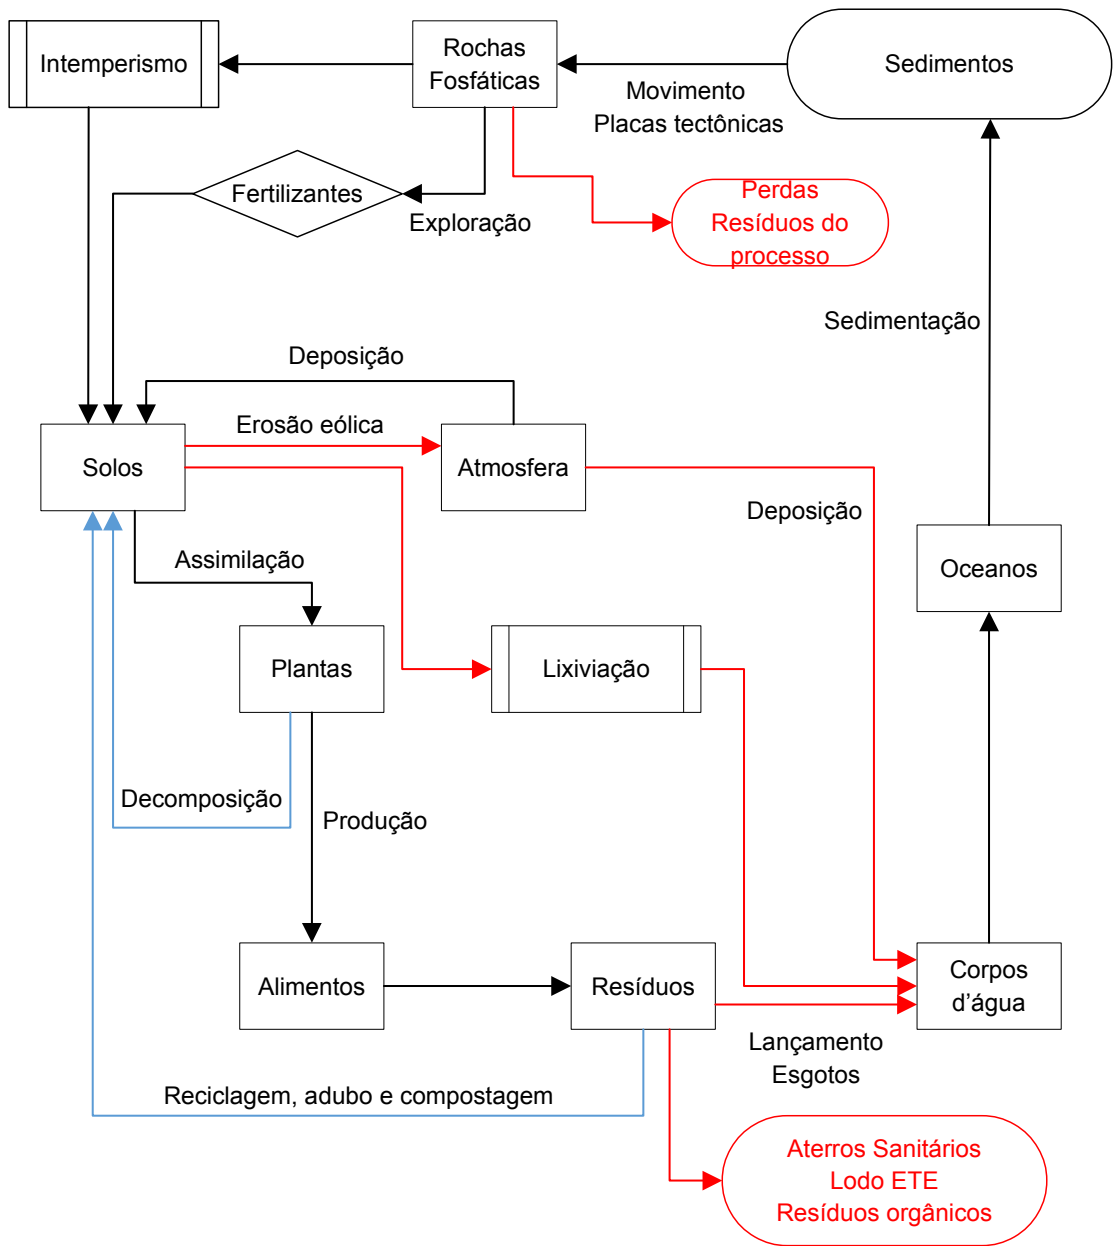 Intemperismo
Rochas
Fosfáticas
Sedimentos
Movimento
Placas tectônicas
Fertilizantes
Exploração
Perdas
Resíduos do
processo
Sedimentação
Deposição
Erosão eólica
Solos
Atmosfera
Deposição
Oceanos
Assimilação
Plantas
Lixiviação
Decomposição
Produção
Alimentos
Resíduos
Corpos
d’água
Lançamento
Esgotos
Reciclagem, adubo e compostagem
Aterros Sanitários
Lodo ETE
Resíduos orgânicos